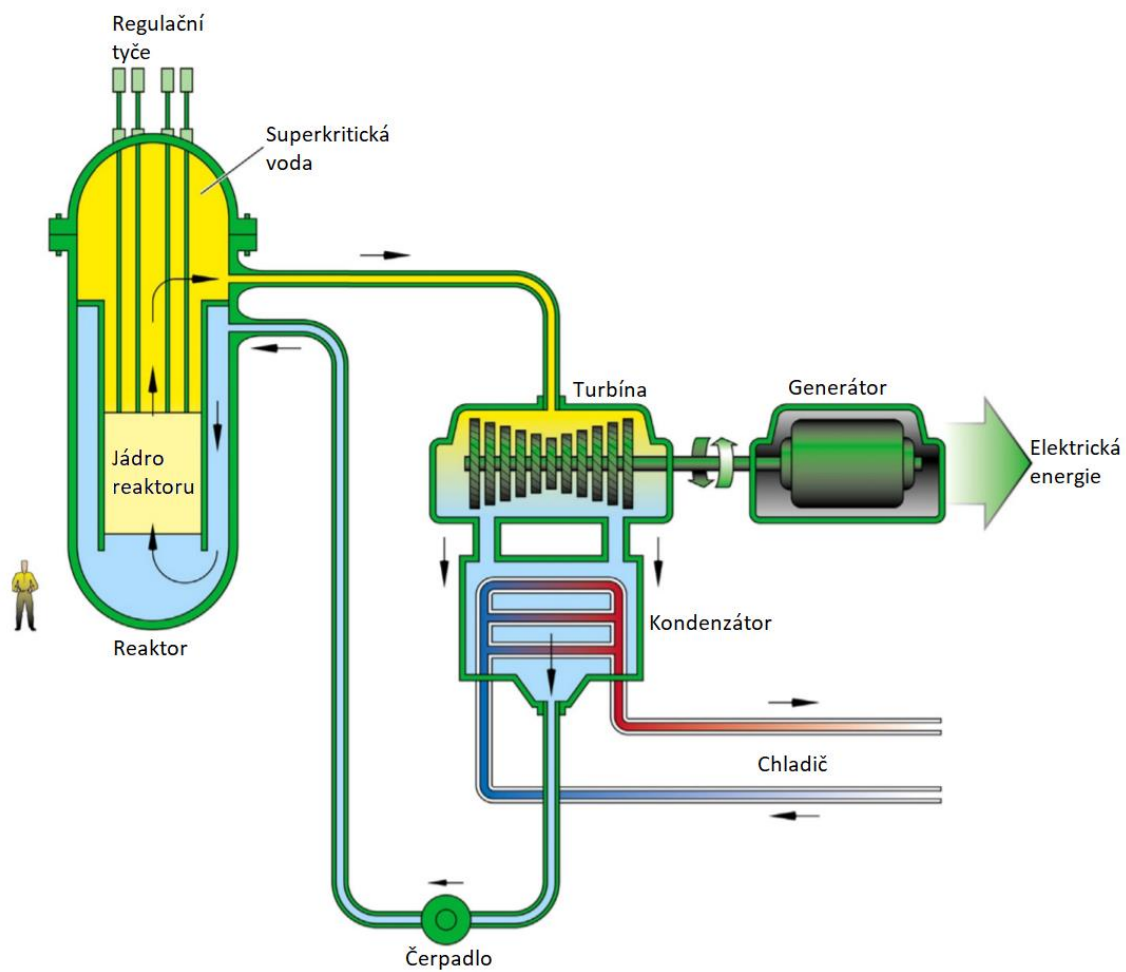 Regulační
tyče
Superkritická
voda
Turbína
Generátor
Elektrická
energie
Jádro
reaktoru
Kondenzátor
Reaktor
Chladič
Čerpadlo